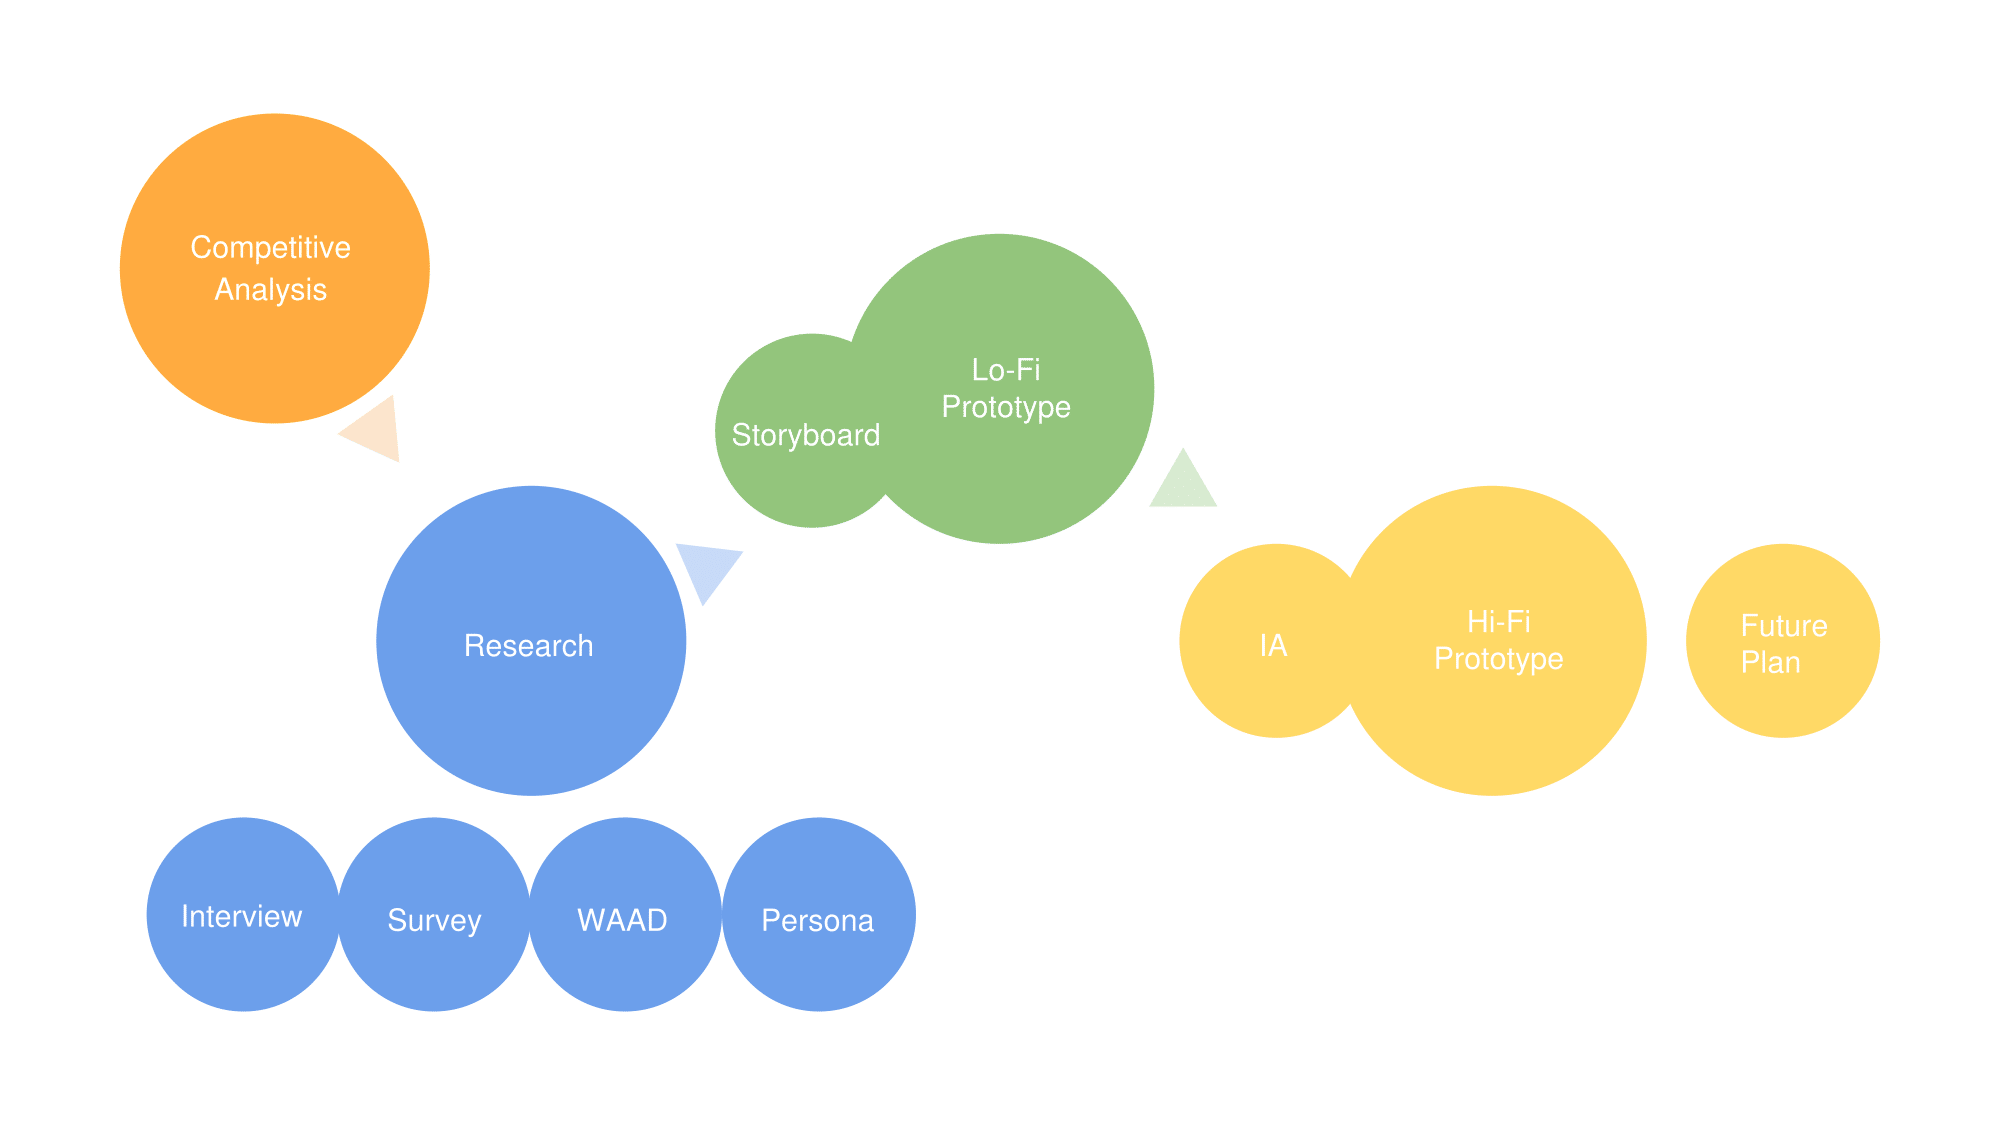 Competitive
Analysis
Lo-Fi
Prototype
Storyboard
Research
IA
Hi-Fi
Prototype
Future
Plan
Interview
Survey
WAAD
Persona